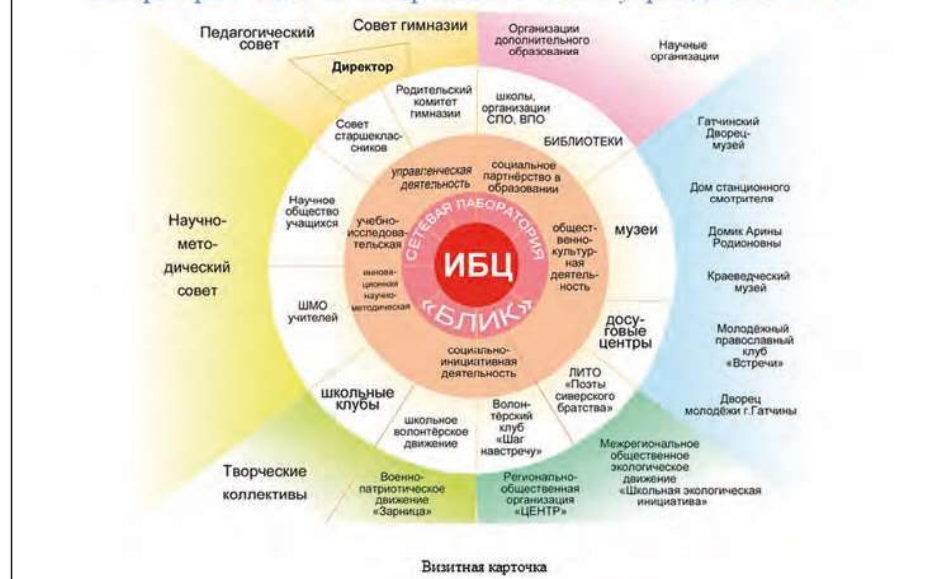 Педагогический
совет
Совет гимназии
Директор
Организации
дополнительного
образования
Научные
организации
Родительский
комитет
гимназии
школы,
организации
СПО, ВПО
БИБЛИОТЕКИ
Совет
старшеклас-
сников
Гатчинский
Дворец-
музей
Дом станционного
смотрителя
Домик Арины
Родионовны
Краеведческий
музей
Молодёжный
православный
клуб
«Встречи»
Дворец
молодёжи г.Гатчины
управленческая
деятельность
социальное
партнёрство в
образовании
Научное
общество
учащихся
учебно-
исследова-
тельская
СЕТЕВАЯ ЛАБОРАТОРИЯ
ИБЦ
«БЛИК»
общест-
венно-
культур-
ная
деятель-
ность
музеи
Научно-
мето-
дический
совет
иннова-
ционная
научно-
методическая
ШМО
учителей
досу-
говые
центры
социально-
инициативная
деятельность
школьные
клубы
школьное
волонтёрское
движение
Волон-
тёрский
клуб
«Шаг
навстречу»
ЛИТО
«Поэты
сиверского
братства»
Творческие
коллективы
Военно-
патриотическое
движение
«Зарница»
Регионально-
общественная
организация
«ЦЕНТР»
Межрегиональное
общественное
экологическое
движение
«Школьная экологическая
инициатива»
Визитная карточка